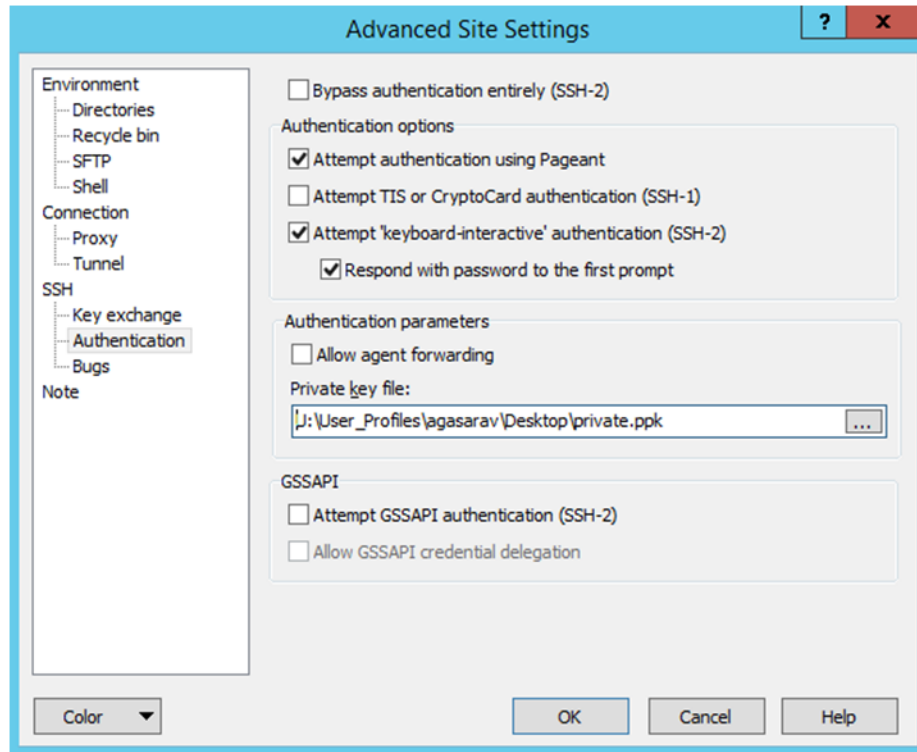 Advanced Site Settings
?
x
Environment
Directories
Recycle bin
SFTP
Shell
Connection
Proxy
Tunnel
SSH
Key exchange
Authentication
Bugs
Note
Bypass authentication entirely (SSH-2)
Authentication options
Attempt authentication using Pageant
Attempt TIS or CryptoCard authentication (SSH-1)
Attempt 'keyboard-interactive' authentication (SSH-2)
Respond with password to the first prompt
Authentication parameters
Allow agent forwarding
Private key file:
J:\User_Profiles\agasarav\Desktop\private.ppk
...
GSSAPI
Attempt GSSAPI authentication (SSH-2)
Allow GSSAPI credential delegation
Color
OK
Cancel
Help